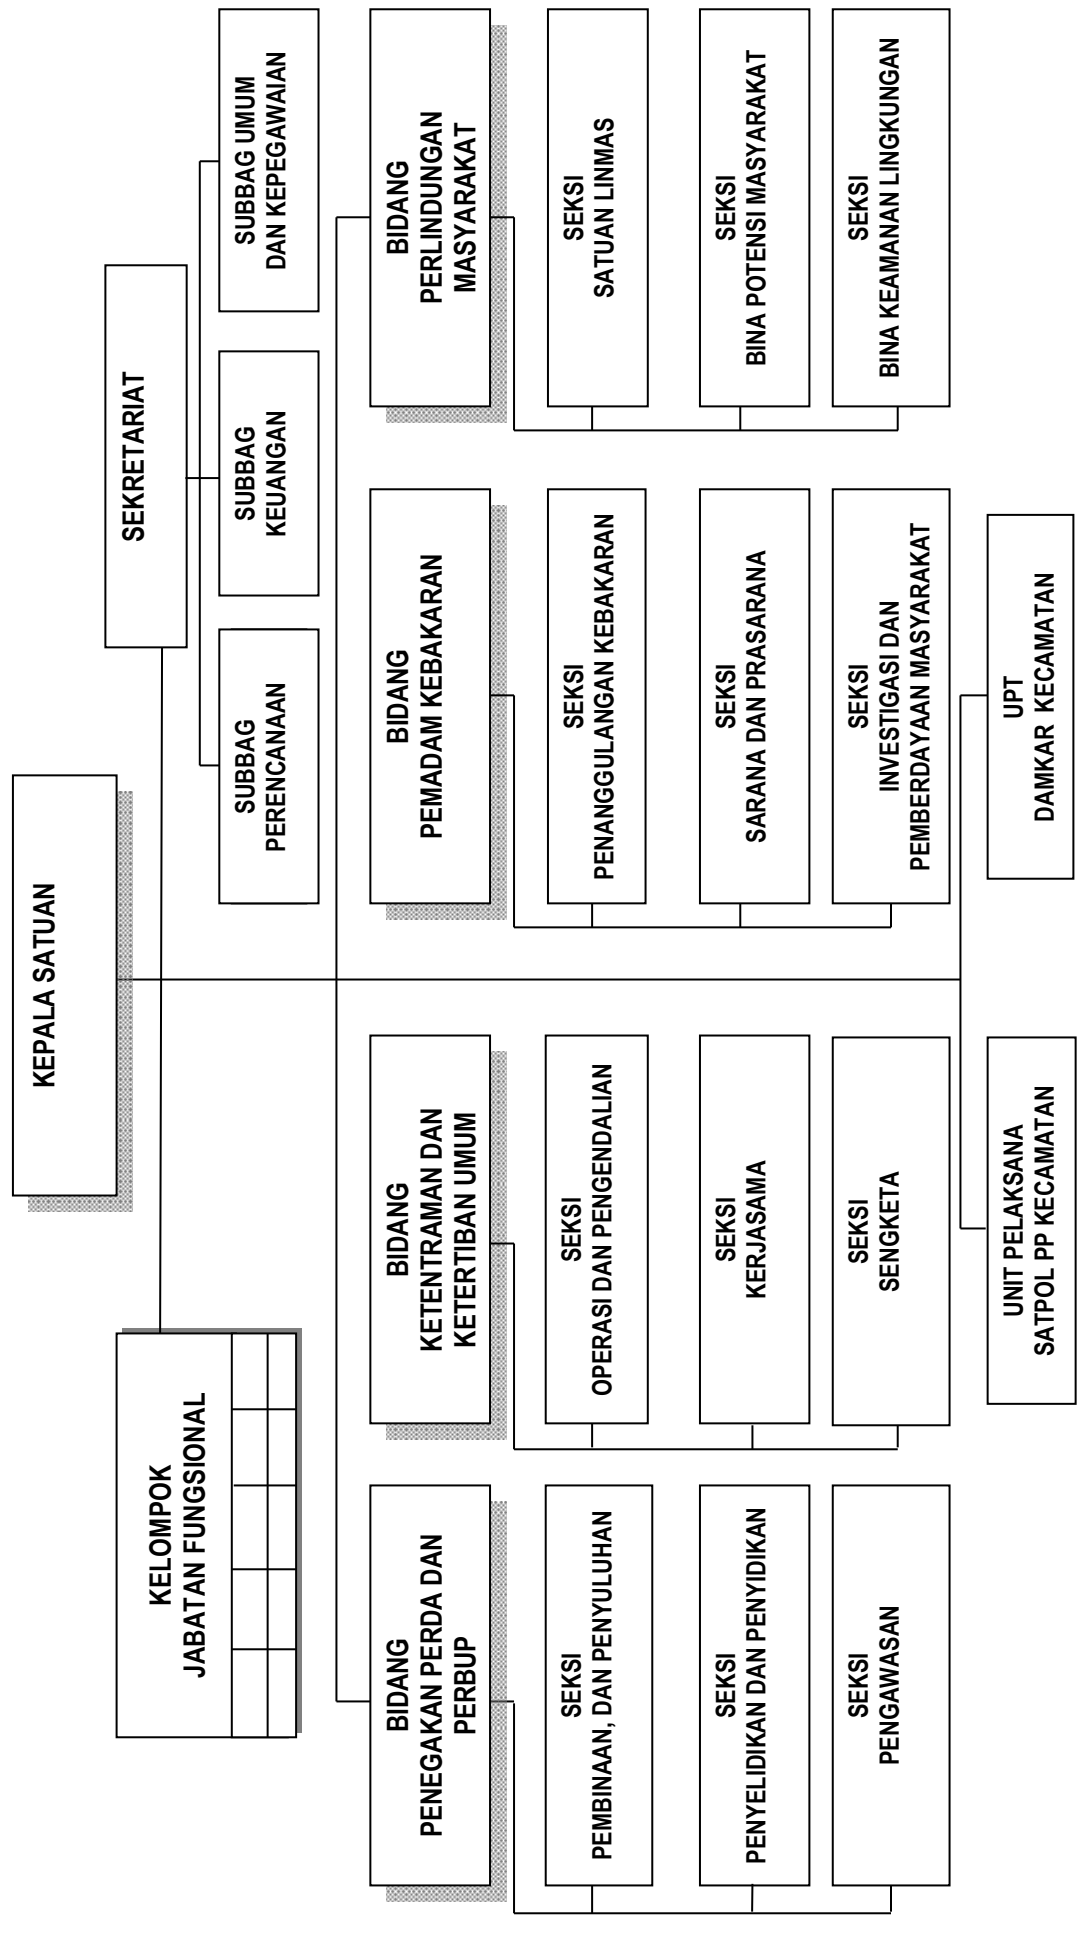 KEPALA SATUAN
KELOMPOK
JABATAN FUNGSIONAL
SEKRETARIAT
SUBBAG
PERENCANAAN
SUBBAG
KEUANGAN
SUBBAG UMUM
DAN KEPEGAWAIAN
BIDANG
PENEGAKAN PERDA DAN
PERBUP
BIDANG
KETENTRAMAN DAN
KETERTIBAN UMUM
BIDANG
PEMADAM KEBAKARAN
BIDANG
PERLINDUNGAN
MASYARAKAT
SEKSI
PEMBINAAN, DAN PENYULUHAN
SEKSI
OPERASI DAN PENGENDALIAN
SEKSI
PENANGGULANGAN KEBAKARAN
SEKSI
SATUAN LINMAS
SEKSI
PENYELIDIKAN DAN PENYIDIKAN
SEKSI
KERJASAMA
SEKSI
SARANA DAN PRASARANA
SEKSI
BINA POTENSI MASYARAKAT
SEKSI
PENGAWASAN
SEKSI
SENGKETA
SEKSI
INVESTIGASI DAN
PEMBERDAYAAN MASYARAKAT
SEKSI
BINA KEAMANAN LINGKUNGAN
UNIT PELAKSANA
SATPOL PP KECAMATAN
UPT
DAMKAR KECAMATAN